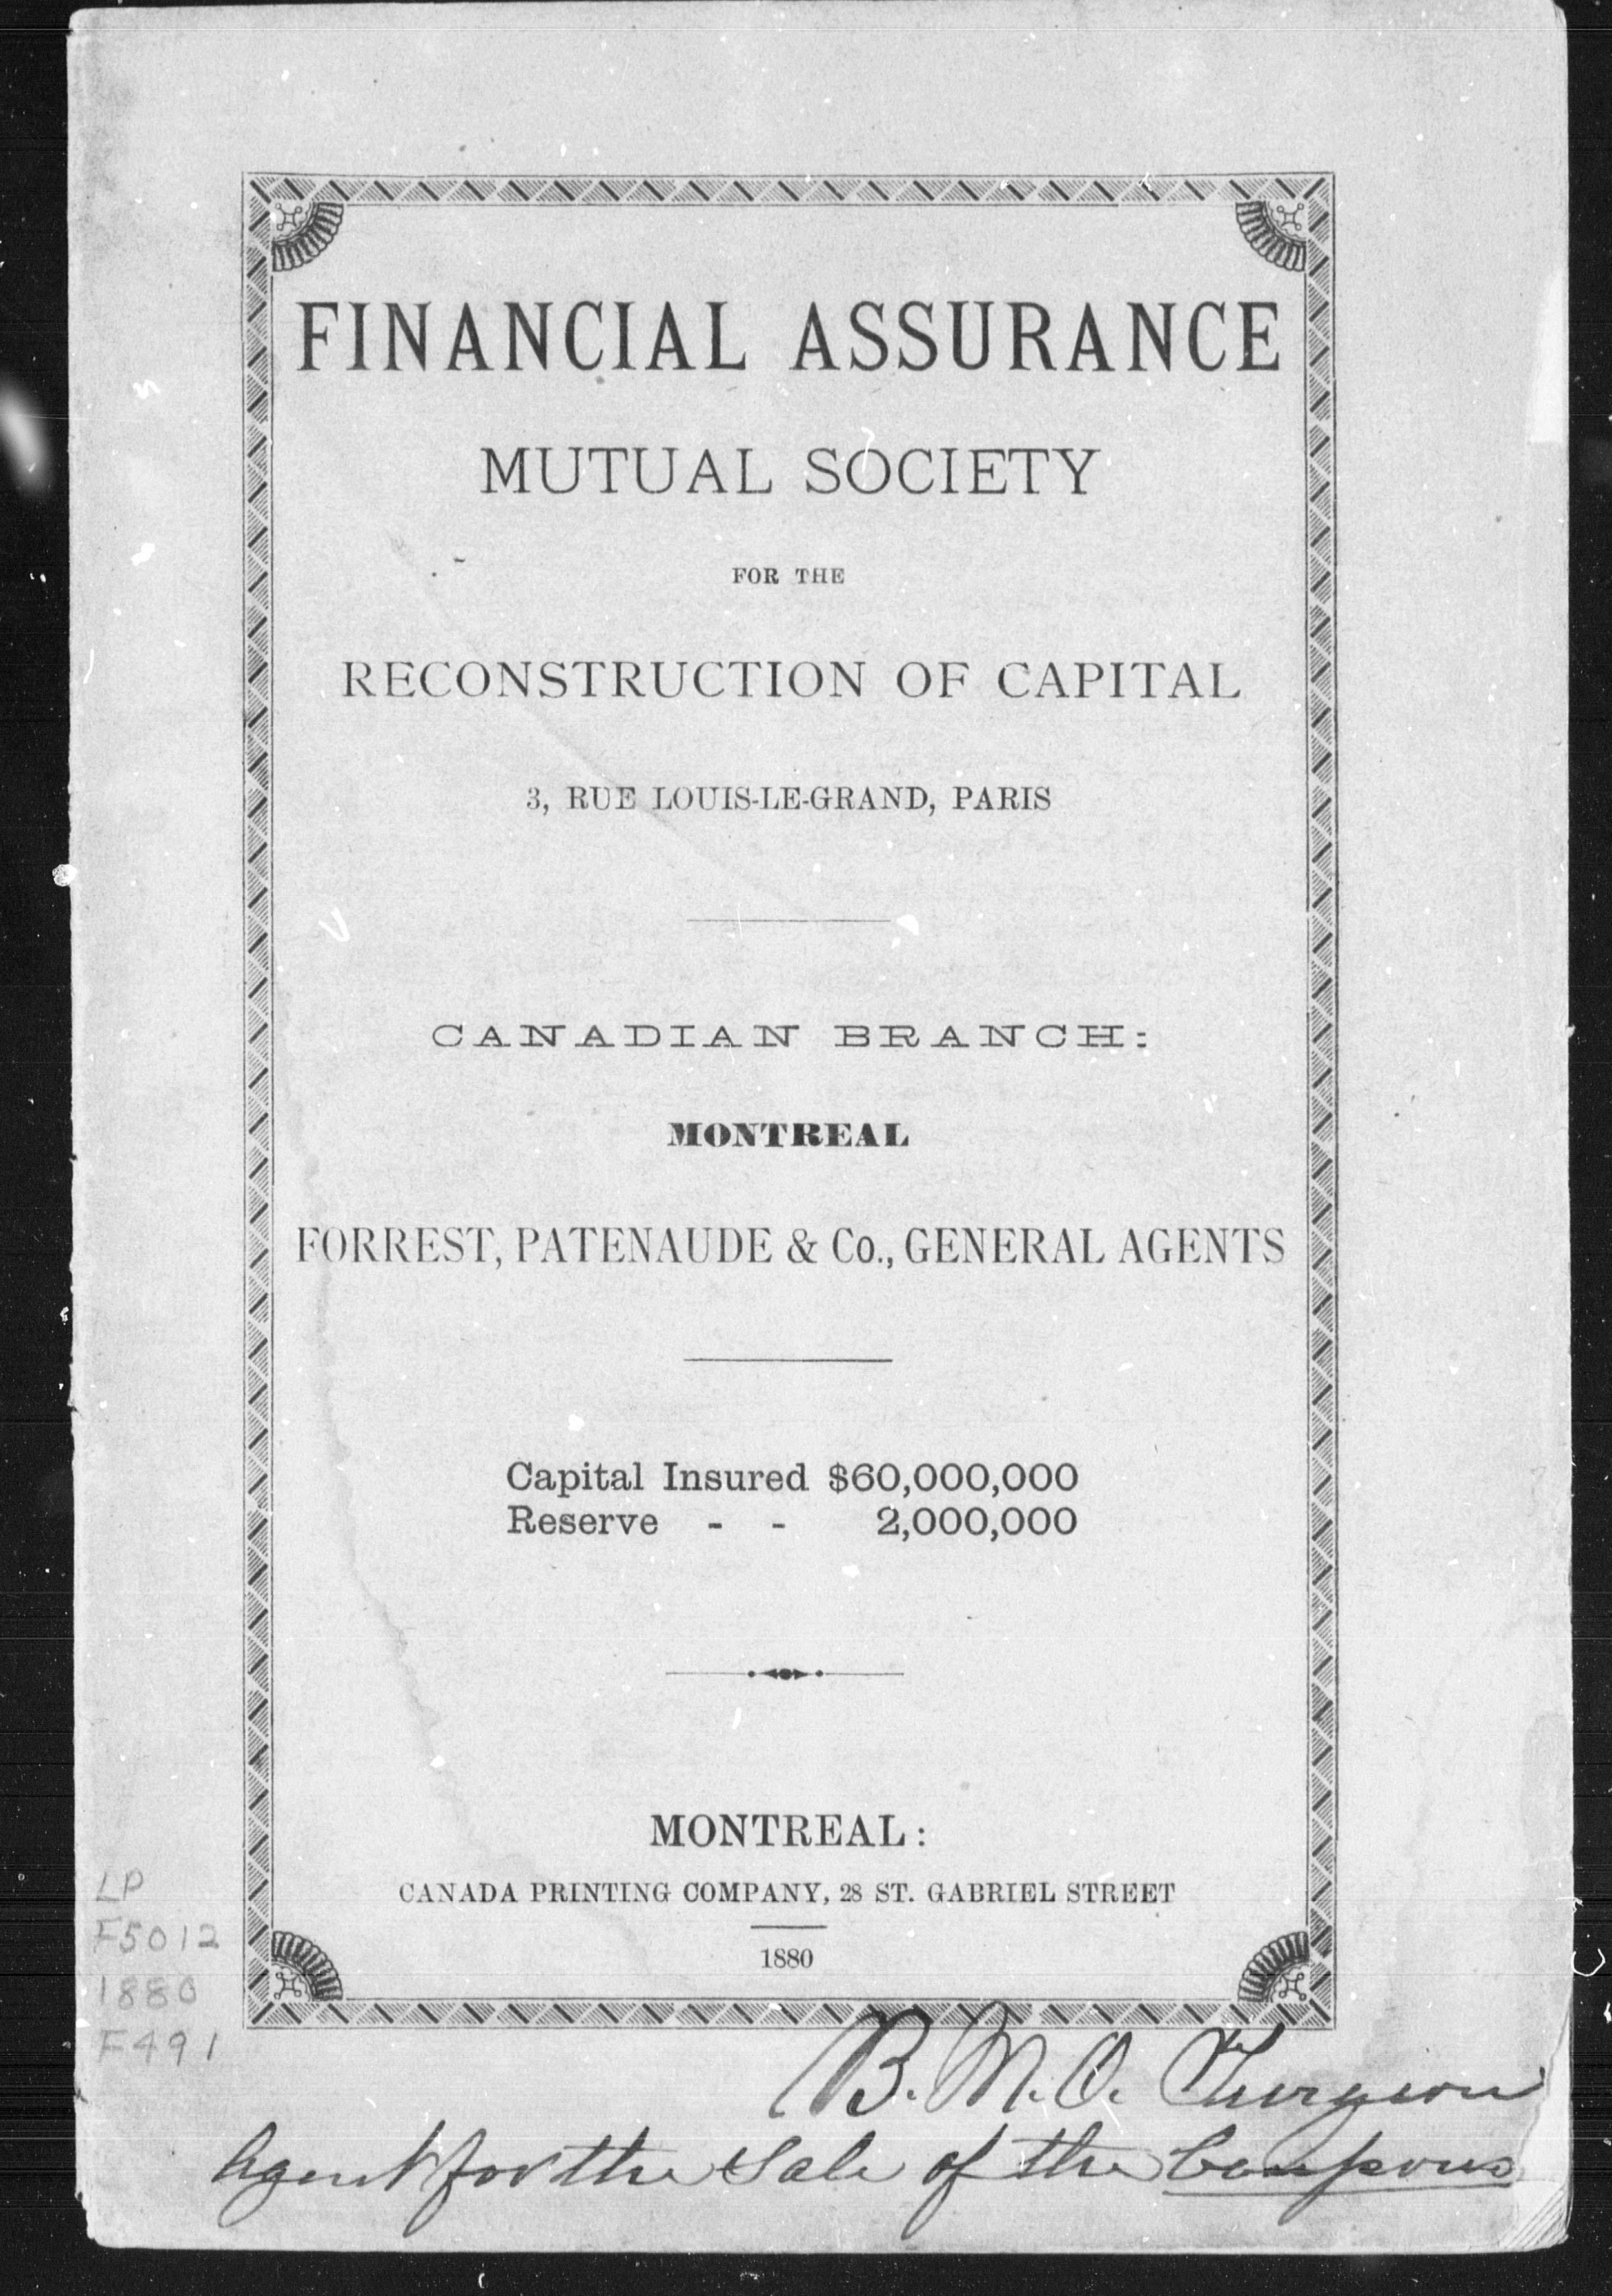 FINANCIAL ASSURANCE
MUTUAL SOCIETY
FOR THE
RECONSTRUCTION OF CAPITAL
3, RUE LOUIS-LE-GRAND, PARIS
CANADIAN BRANCH:
MONTREAL
FORREST, PATENAUDE & Co., GENERAL AGENTS
Capital Insured $60,000,000
Reserve - - 2,000,000
MONTREAL:
CANADA PRINTING COMPANY, 28 ST. GABRIEL STREET
1880
LP
F5012
1880
F491
B. M. O. Turgeon
Agent for the Sale of the Coupons